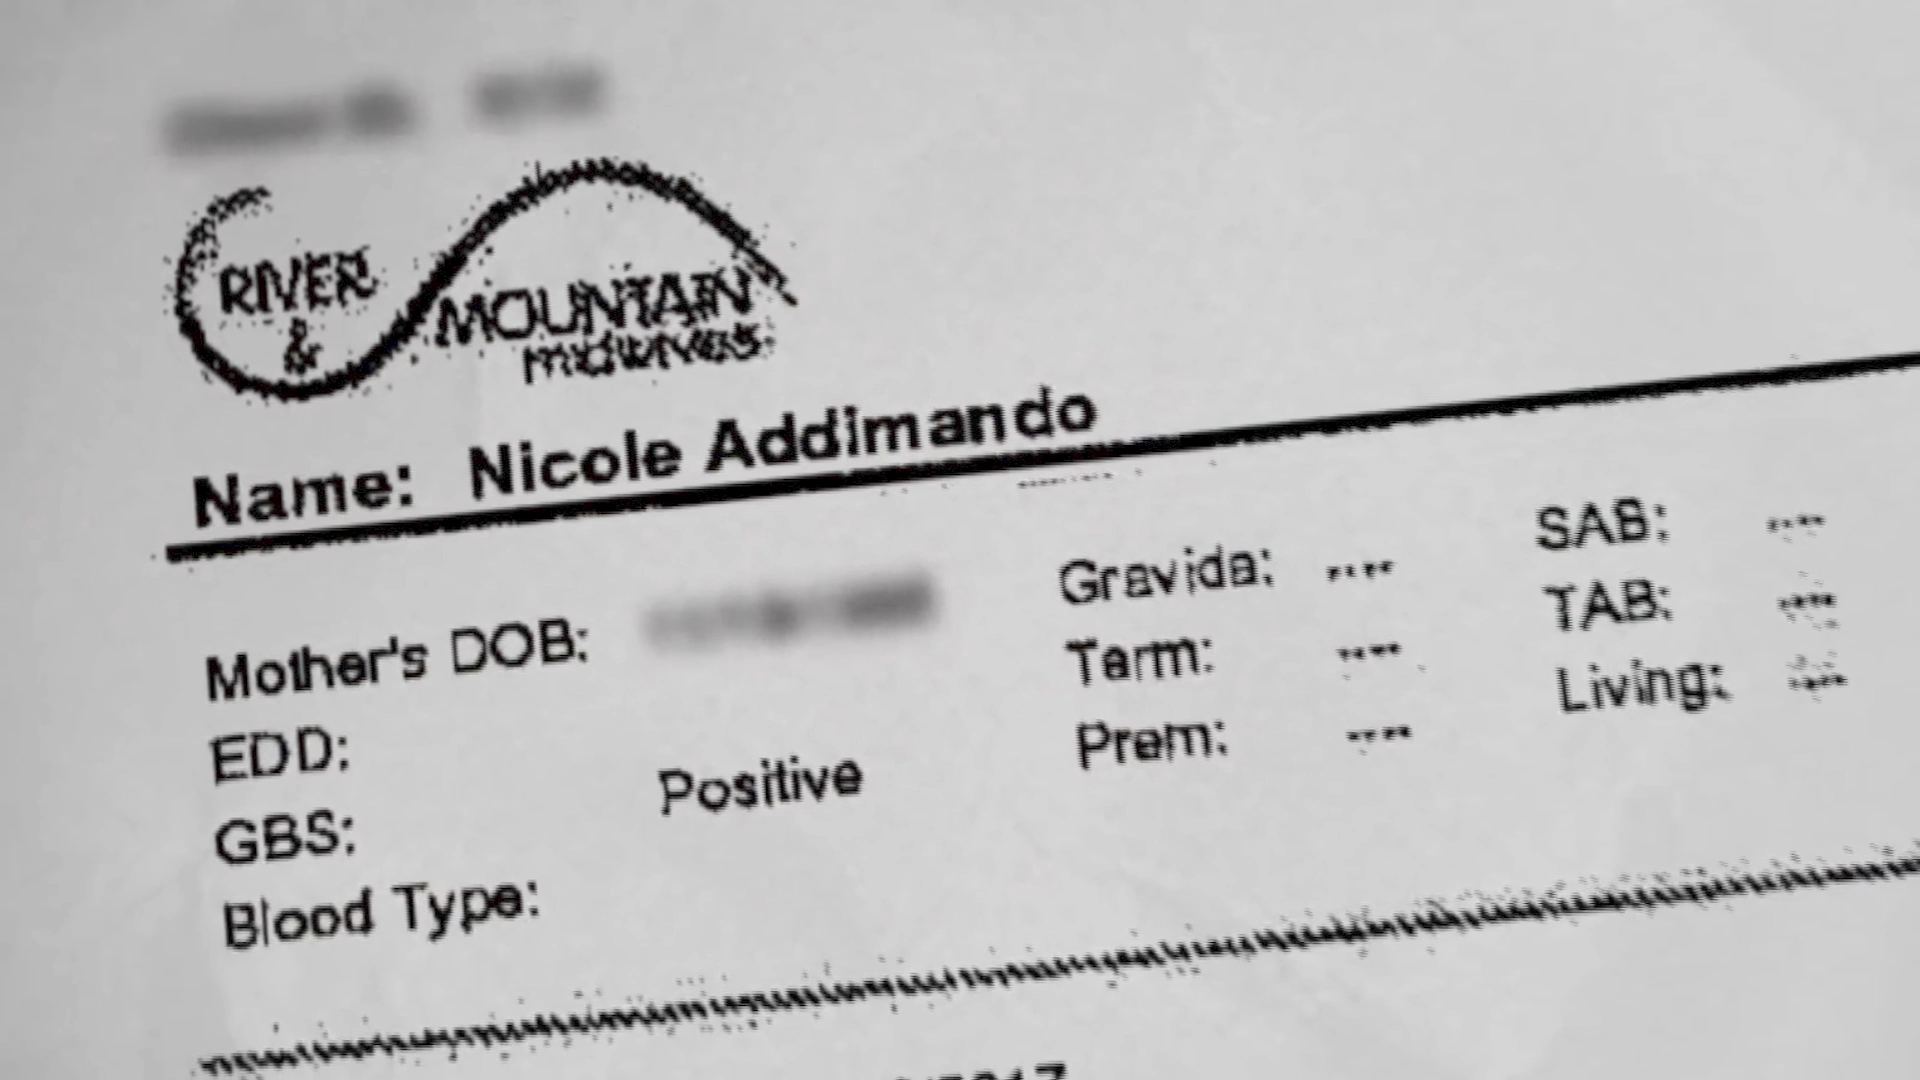 RIVER
&
MOUNTAIN
midwives
Name: Nicole Addimando
Mother's DOB:
EDD:
GBS: Positive
Blood Type:
Gravida: ----
Term: ----
Prem: ----
SAB: ----
TAB: ----
Living: ----